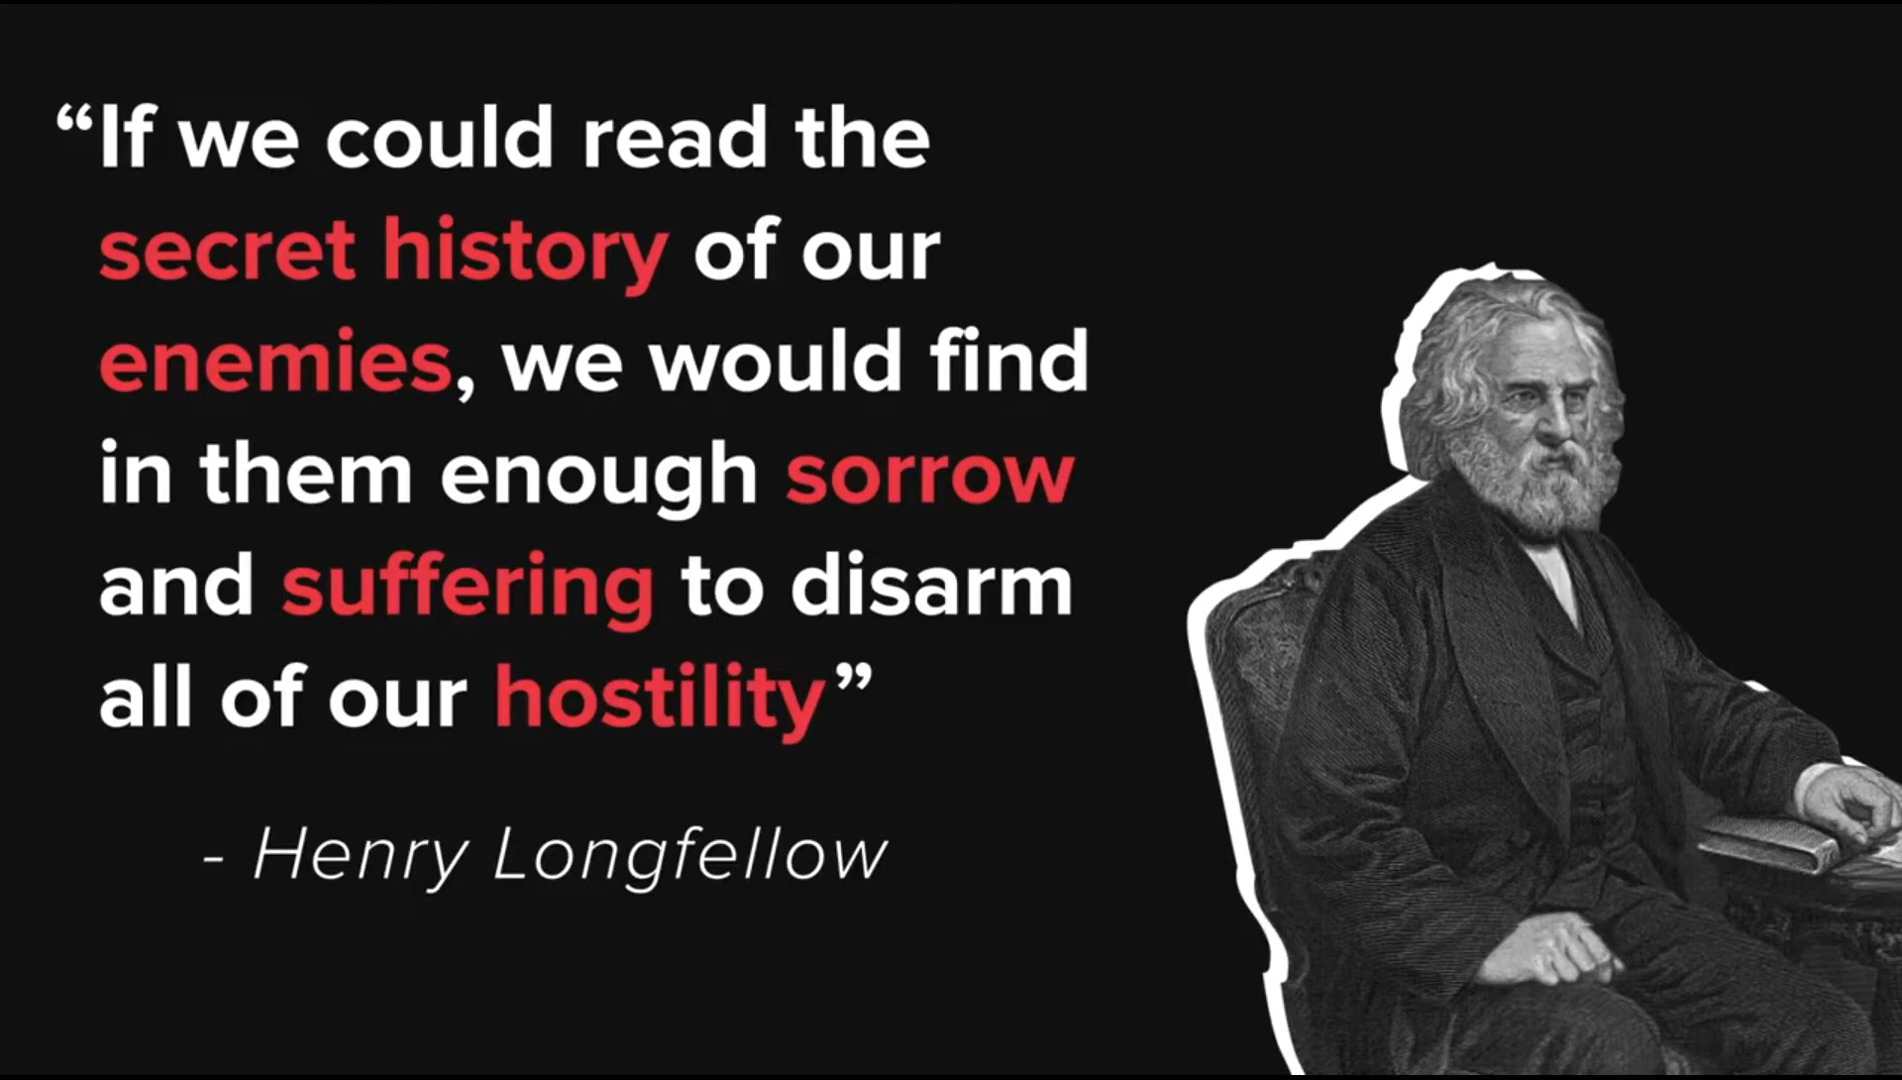 “If we could read the
secret history of our
enemies, we would find
in them enough sorrow
and suffering to disarm
all of our hostility”
- Henry Longfellow